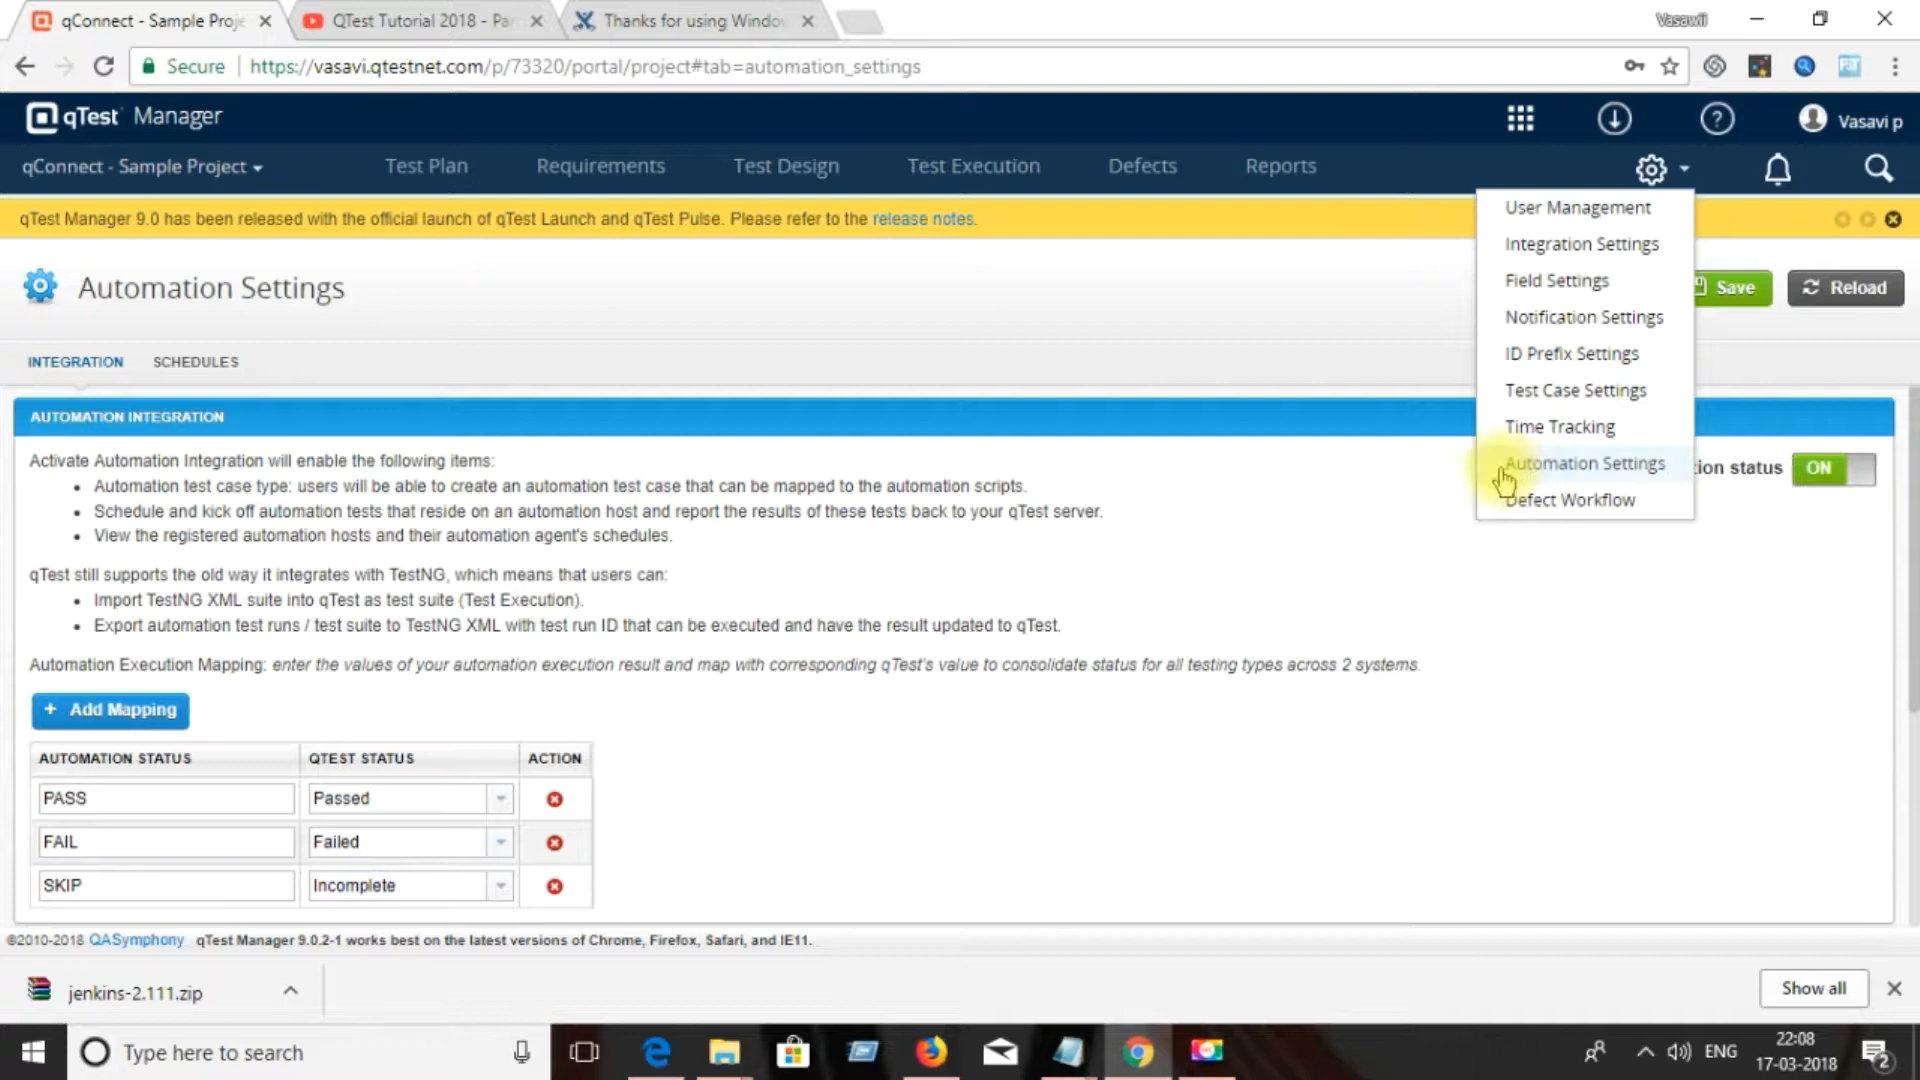 qConnect - Sample Proje
QTest Tutorial 2018 - Par
Thanks for using Windo
Vasawii
Secure
https://vasavi.qtestnet.com/p/73320/portal/project#tab=automation_settings
qTest Manager
Vasavi p
qConnect - Sample Project
Test Plan
Requirements
Test Design
Test Execution
Defects
Reports
qTest Manager 9.0 has been released with the official launch of qTest Launch and qTest Pulse. Please refer to the release notes.
User Management
Integration Settings
Field Settings
Notification Settings
ID Prefix Settings
Test Case Settings
Time Tracking
Automation Settings
Defect Workflow
Automation Settings
Save
Reload
INTEGRATION
SCHEDULES
AUTOMATION INTEGRATION
Activate Automation Integration will enable the following items:
Automation test case type: users will be able to create an automation test case that can be mapped to the automation scripts.
Schedule and kick off automation tests that reside on an automation host and report the results of these tests back to your qTest server.
View the registered automation hosts and their automation agent's schedules.
tion status
ON
qTest still supports the old way it integrates with TestNG, which means that users can:
Import TestNG XML suite into qTest as test suite (Test Execution).
Export automation test runs / test suite to TestNG XML with test run ID that can be executed and have the result updated to qTest.
Automation Execution Mapping: enter the values of your automation execution result and map with corresponding qTest's value to consolidate status for all testing types across 2 systems.
+ Add Mapping
AUTOMATION STATUS QTEST STATUS ACTION
PASS Passed
FAIL Failed
SKIP Incomplete
©2010-2018 QASymphony qTest Manager 9.0.2-1 works best on the latest versions of Chrome, Firefox, Safari, and IE11.
jenkins-2.111.zip
Show all
Type here to search
ENG
22:08
17-03-2018
2